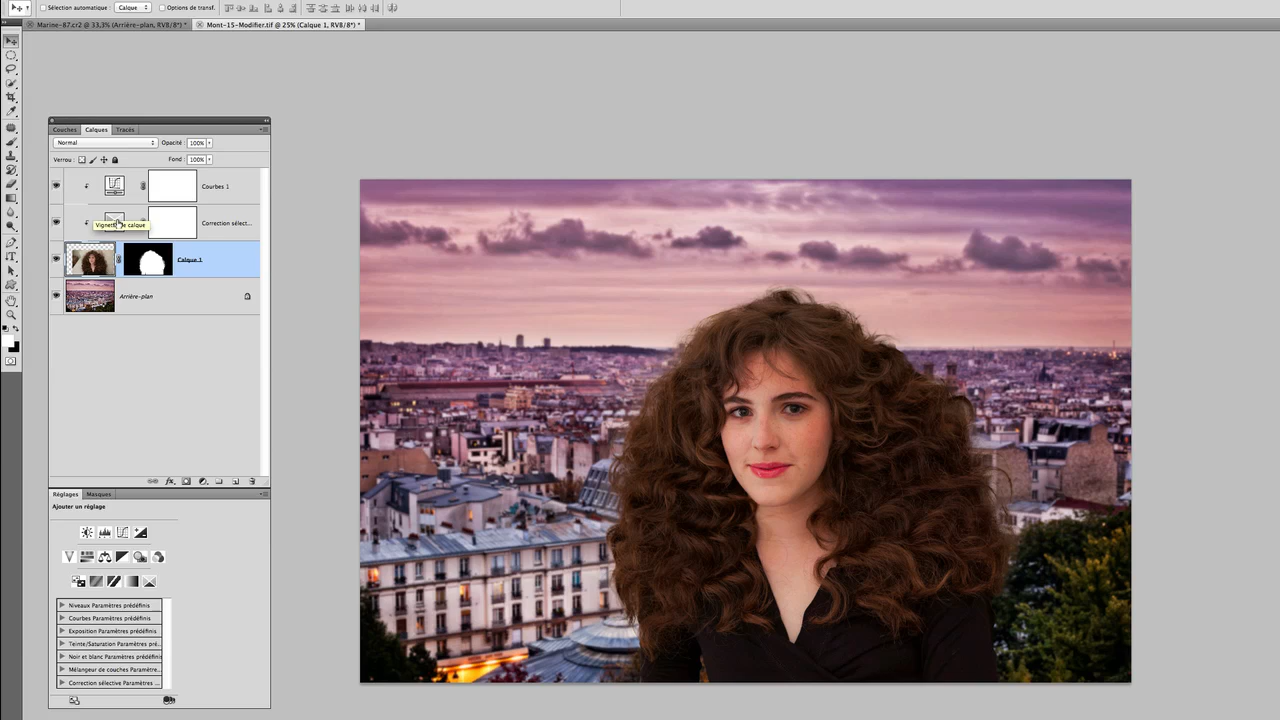 Sélection automatique : Calque Options de transf.
Marine-87.cr2 @ 33,3% (Arrière-plan, RVB/8*) * Mont-15-Modifier.tif @ 25% (Calque 1, RVB/8*) *
Couches Calques Tracés
Normal Opacité : 100%
Verrou : Fond : 100%
Courbes 1
Correction sélect...
Calque 1
Arrière-plan
Réglages Masques
Ajouter un réglage
Niveaux Paramètres prédéfinis
Courbes Paramètres prédéfinis
Exposition Paramètres prédéfinis
Teinte/Saturation Paramètres pré...
Noir et blanc Paramètres prédéfinis
Mélangeur de couches Paramètre...
Correction sélective Paramètres ...